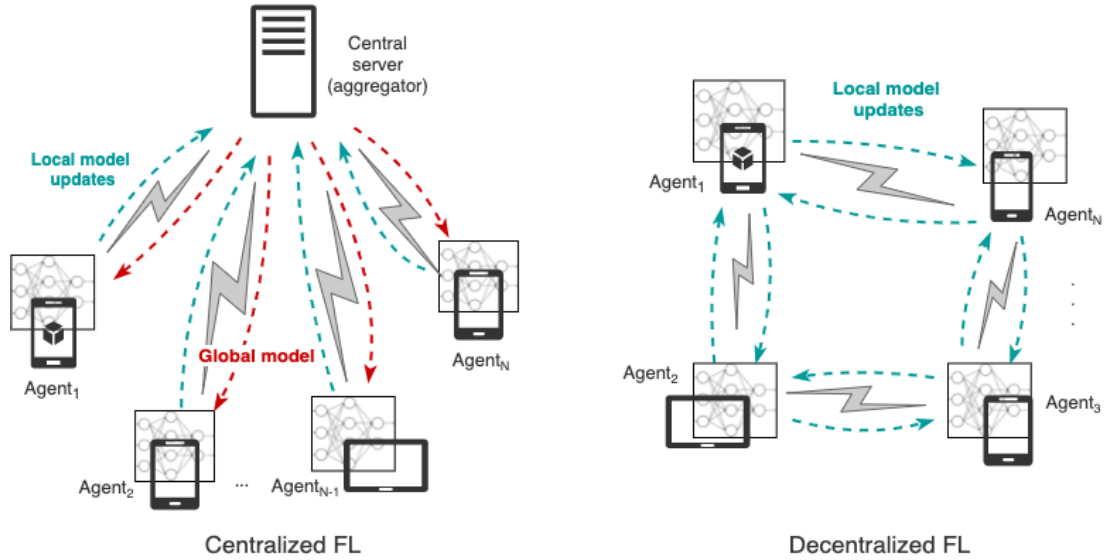 Central
server
(aggregator)
Local model
updates
Global model
Agent₁
Agent₂
...
Agentₙ₋₁
Agentₙ
Centralized FL
Local model
updates
Agent₁
Agentₙ
.
.
.
Agent₂
Agent₃
Decentralized FL